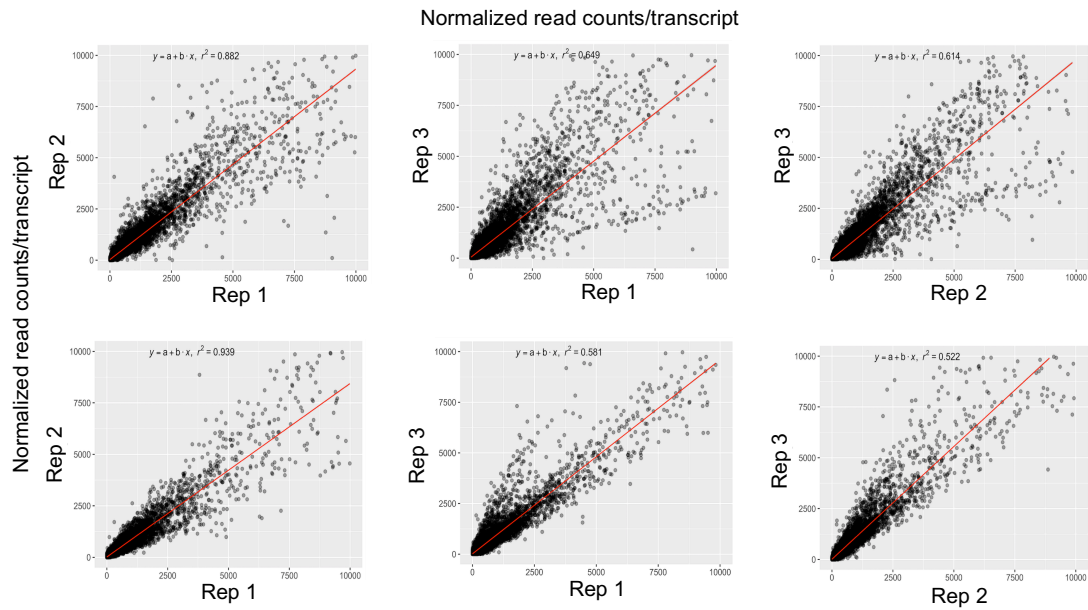 Normalized read counts/transcript
Normalized read counts/transcript
y = a + b · x, r² = 0.882
10000
7500
5000
2500
0
Rep 2
0 2500 5000 7500 10000
Rep 1
y = a + b · x, r² = 0.649
10000
7500
5000
2500
0
Rep 3
0 2500 5000 7500 10000
Rep 1
y = a + b · x, r² = 0.614
10000
7500
5000
2500
0
Rep 3
0 2500 5000 7500 10000
Rep 2
y = a + b · x, r² = 0.939
10000
7500
5000
2500
0
Rep 2
0 2500 5000 7500 10000
Rep 1
y = a + b · x, r² = 0.581
10000
7500
5000
2500
0
Rep 3
0 2500 5000 7500 10000
Rep 1
y = a + b · x, r² = 0.522
10000
7500
5000
2500
0
Rep 3
0 2500 5000 7500 10000
Rep 2